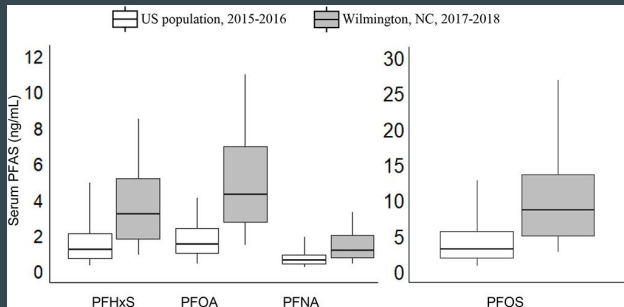 US population, 2015-2016
Wilmington, NC, 2017-2018
Serum PFAS (ng/mL)
12
10
8
6
4
2
0
30
25
20
15
10
5
0
PFHxS
PFOA
PFNA
PFOS